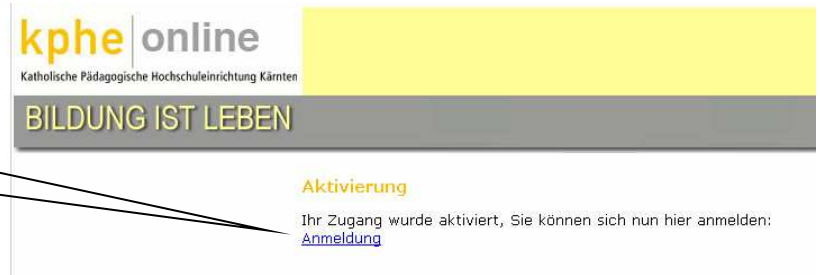 kphe online
Katholische Pädagogische Hochschuleinrichtung Kärnten
BILDUNG IST LEBEN
Aktivierung
Ihr Zugang wurde aktiviert, Sie können sich nun hier anmelden:
Anmeldung